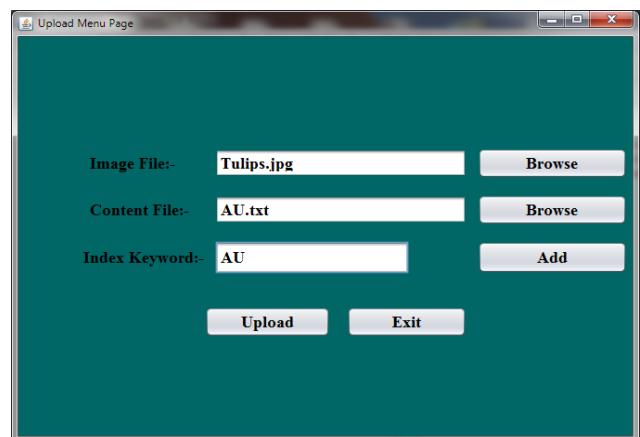 Upload Menu Page
Image File:- Tulips.jpg Browse
Content File:- AU.txt Browse
Index Keyword:- AU Add
Upload Exit